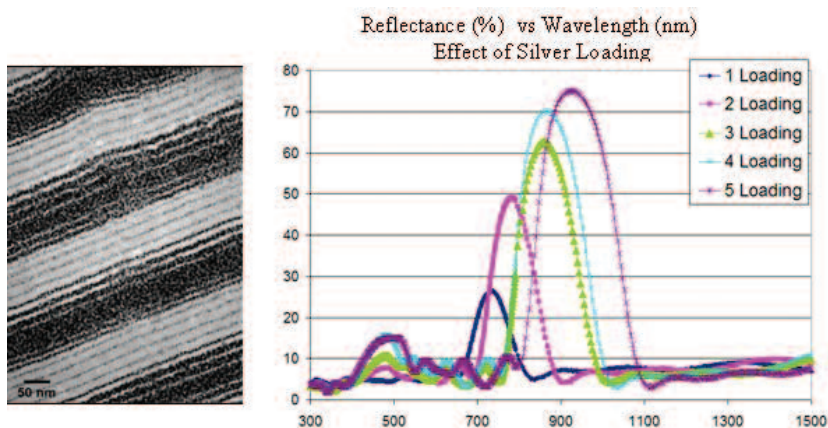 Reflectance (%) vs Wavelength (nm)
Effect of Silver Loading
80
70
60
50
40
30
20
10
0
300 500 700 900 1100 1300 1500
1 Loading
2 Loading
3 Loading
4 Loading
5 Loading
50 nm